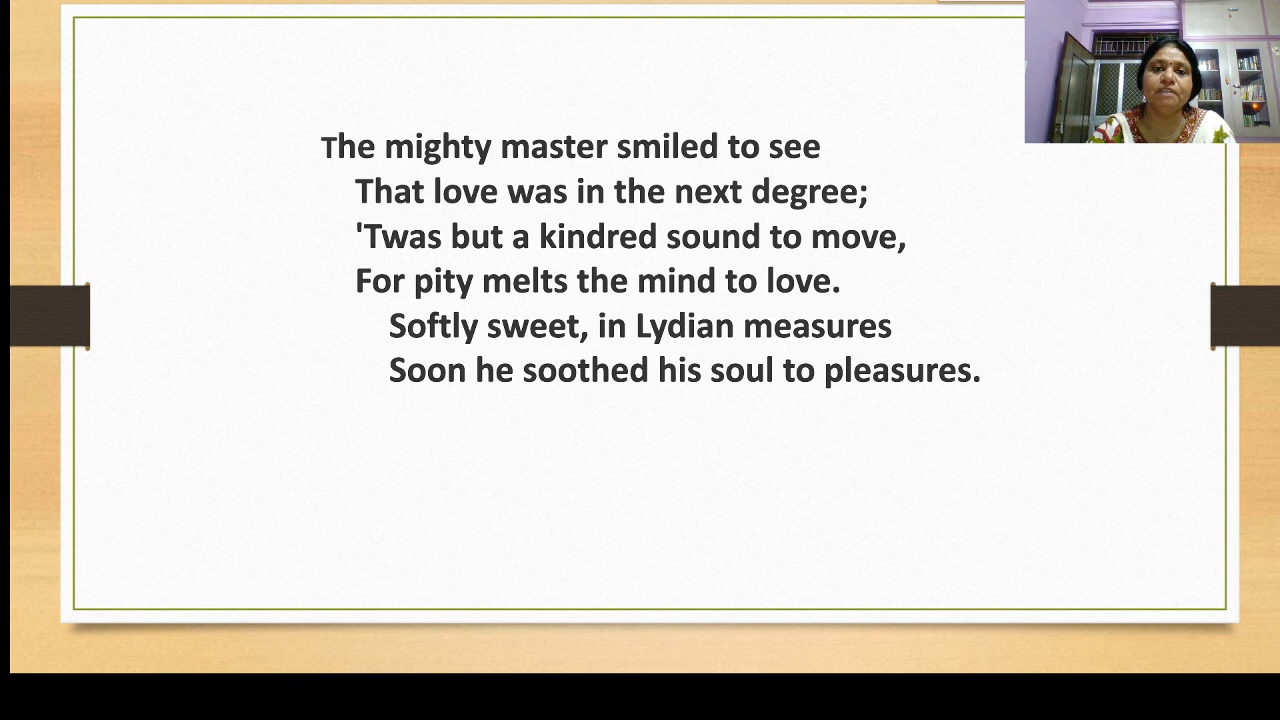 The mighty master smiled to see
That love was in the next degree;
'Twas but a kindred sound to move,
For pity melts the mind to love.
Softly sweet, in Lydian measures
Soon he soothed his soul to pleasures.